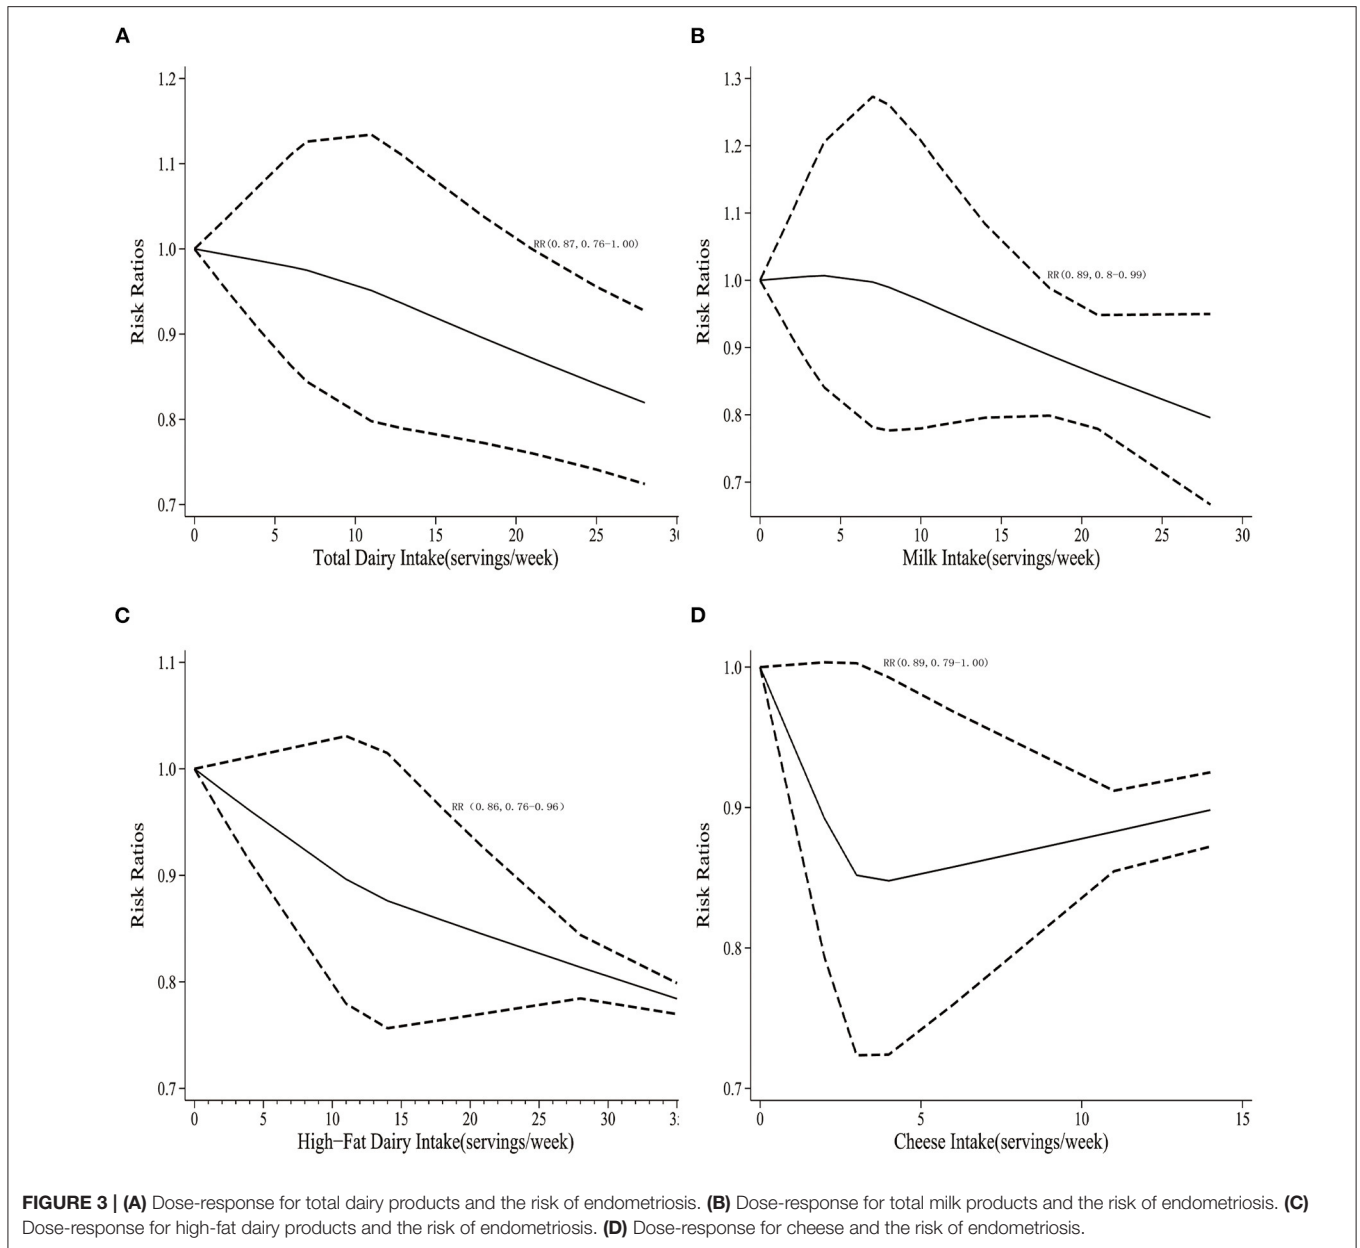 A
1.2
1.1
1.0
0.9
0.8
0.7
Risk Ratios
RR(0.87, 0.76-1.00)
0 5 10 15 20 25 30
Total Dairy Intake(servings/week)
B
1.3
1.2
1.1
1.0
0.9
0.8
0.7
Risk Ratios
RR(0.89, 0.8-0.99)
0 5 10 15 20 25 30
Milk Intake(servings/week)
C
1.1
1.0
0.9
0.8
0.7
Risk Ratios
RR (0.86, 0.76-0.96)
0 5 10 15 20 25 30
High-Fat Dairy Intake(servings/week)
D
1.0
0.9
0.8
0.7
Risk Ratios
RR(0.89, 0.79-1.00)
0 5 10 15
Cheese Intake(servings/week)
FIGURE 3 | (A) Dose-response for total dairy products and the risk of endometriosis. (B) Dose-response for total milk products and the risk of endometriosis. (C)
Dose-response for high-fat dairy products and the risk of endometriosis. (D) Dose-response for cheese and the risk of endometriosis.